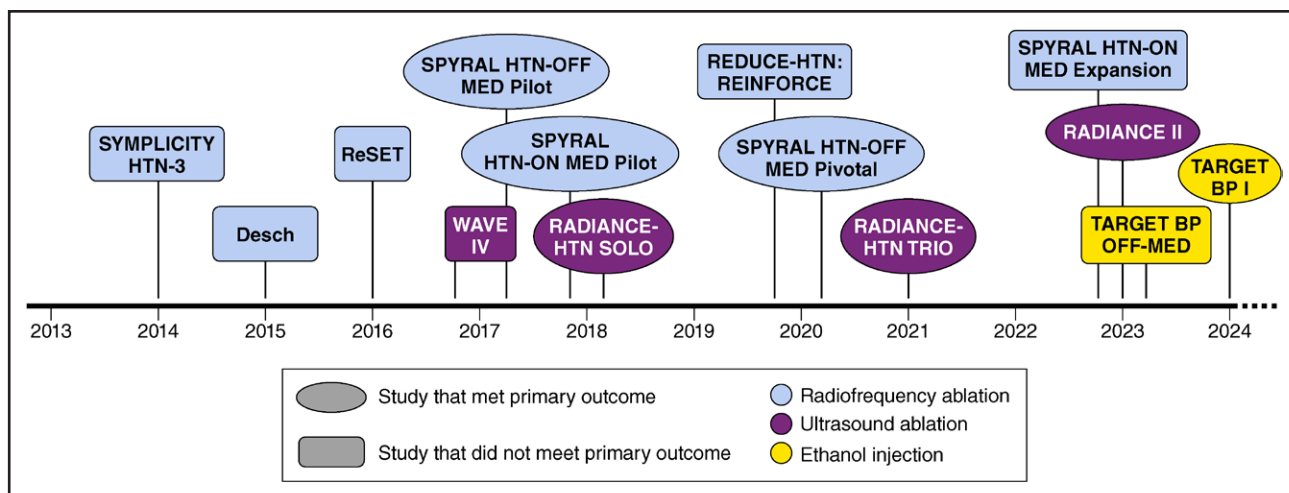 SPYRAL HTN-OFF
MED Pilot
REDUCE-HTN:
REINFORCE
SPYRAL HTN-ON
MED Expansion
SYMPLICITY
HTN-3
ReSET
SPYRAL
HTN-ON MED Pilot
SPYRAL HTN-OFF
MED Pivotal
RADIANCE II
TARGET
BP I
Desch
WAVE
IV
RADIANCE-
HTN SOLO
RADIANCE-
HTN TRIO
TARGET BP
OFF-MED
2013 2014 2015 2016 2017 2018 2019 2020 2021 2022 2023 2024
Study that met primary outcome
Study that did not meet primary outcome
Radiofrequency ablation
Ultrasound ablation
Ethanol injection